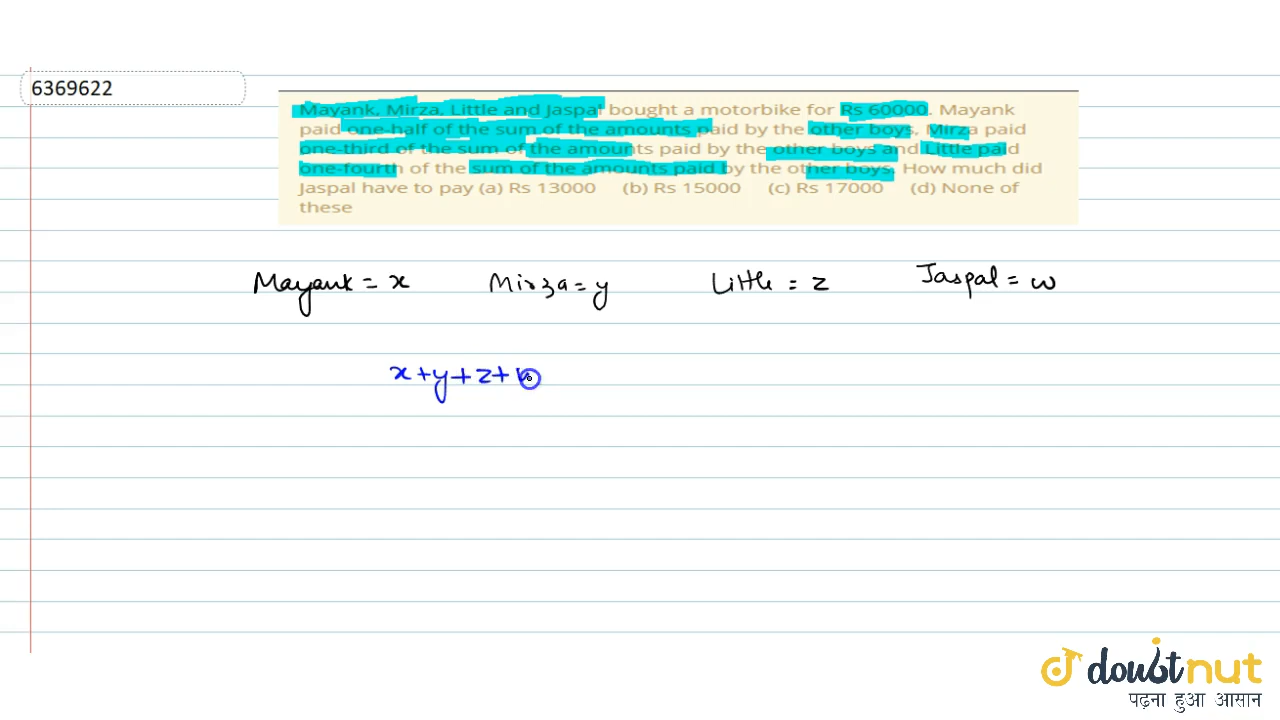 6369622
Mayank, Mirza, Little and Jaspal bought a motorbike for Rs 60000. Mayank
paid one-half of the sum of the amounts paid by the other boys, Mirza paid
one-third of the sum of the amounts paid by the other boys and Little paid
one-fourth of the sum of the amounts paid by the other boys. How much did
Jaspal have to pay (a) Rs 13000 (b) Rs 15000 (c) Rs 17000 (d) None of
these
Mayank = x Mirza = y Little = z Jaspal = w
x + y + z +
doubtnut
पढ़ना हुआ आसान